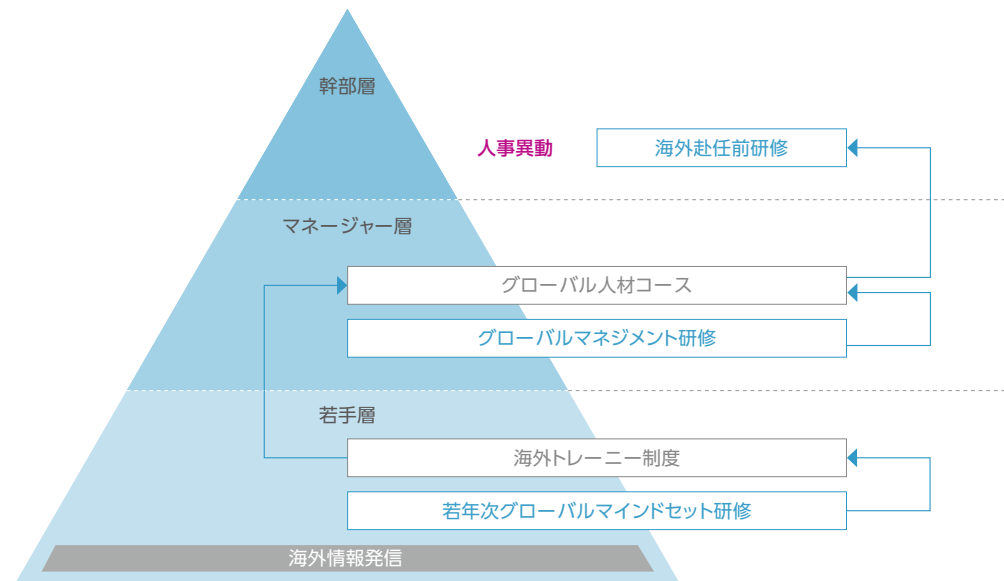 幹部層
人事異動
海外赴任前研修
マネージャー層
グローバル人材コース
グローバルマネジメント研修
若手層
海外トレーニー制度
若年次グローバルマインドセット研修
海外情報発信